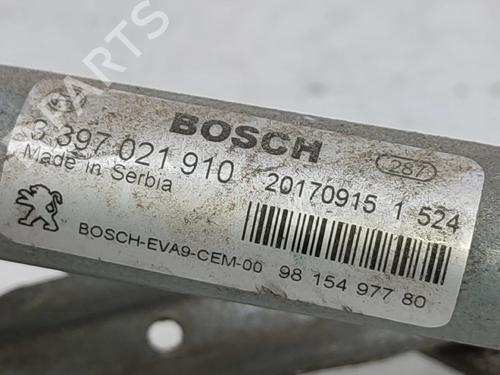 PARTS
BOSCH
287
3 397 021 910
20170915 1 524
Made in Serbia
BOSCH-EVA9-CEM-00
98 154 977 80